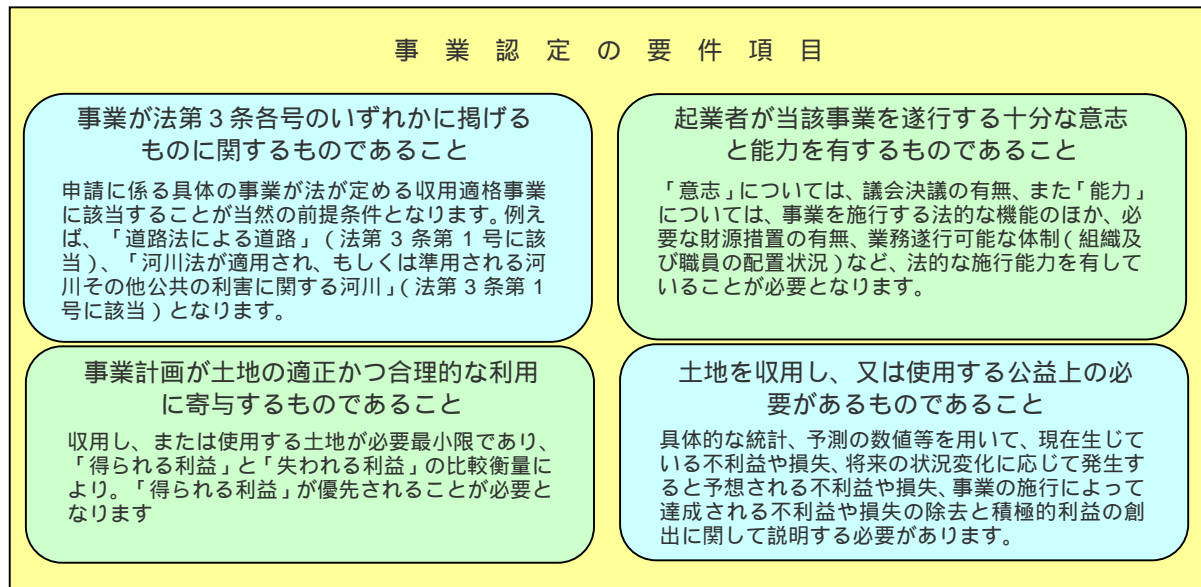 事業認定の要件項目
事業が法第3条各号のいずれかに掲げる
ものに関するものであること
申請に係る具体の事業が法が定める収用適格事業
に該当することが当然の前提条件となります。例え
ば、「道路法による道路」(法第3条第1号に該
当)、「河川法が適用され、もしくは準用される河
川その他公共の利害に関する河川」(法第3条第1
号に該当)となります。
起業者が当該事業を遂行する十分な意志
と能力を有するものであること
「意志」については、議会決議の有無、また「能力」
については、事業を施行する法的な機能のほか、必
要な財源措置の有無、業務遂行可能な体制(組織及
び職員の配置状況)など、法的な施行能力を有して
いることが必要となります。
事業計画が土地の適正かつ合理的な利用
に寄与するものであること
収用し、または使用する土地が必要最小限であり、
「得られる利益」と「失われる利益」の比較衡量に
より。「得られる利益」が優先されることが必要と
なります
土地を収用し、又は使用する公益上の必
要があるものであること
具体的な統計、予測の数値等を用いて、現在生じて
いる不利益や損失、将来の状況変化に応じて発生す
ると予想される不利益や損失、事業の施行によって
達成される不利益や損失の除去と積極的利益の創
出に関して説明する必要があります。